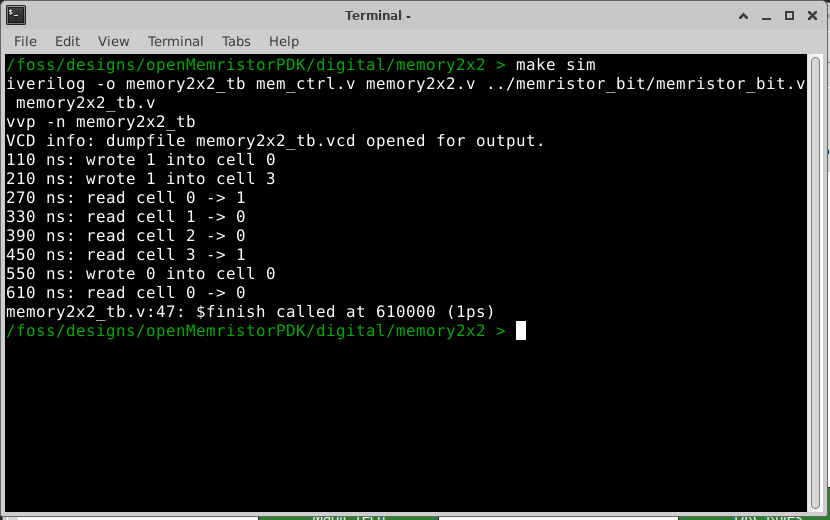 Terminal -
File Edit View Terminal Tabs Help
/foss/designs/openMemristorPDK/digital/memory2x2 > make sim
iverilog -o memory2x2_tb mem_ctrl.v memory2x2.v ../memristor_bit/memristor_bit.v
memory2x2_tb.v
vvp -n memory2x2_tb
VCD info: dumpfile memory2x2_tb.vcd opened for output.
110 ns: wrote 1 into cell 0
210 ns: wrote 1 into cell 3
270 ns: read cell 0 -> 1
330 ns: read cell 1 -> 0
390 ns: read cell 2 -> 0
450 ns: read cell 3 -> 1
550 ns: wrote 0 into cell 0
610 ns: read cell 0 -> 0
memory2x2_tb.v:47: $finish called at 610000 (1ps)
/foss/designs/openMemristorPDK/digital/memory2x2 >